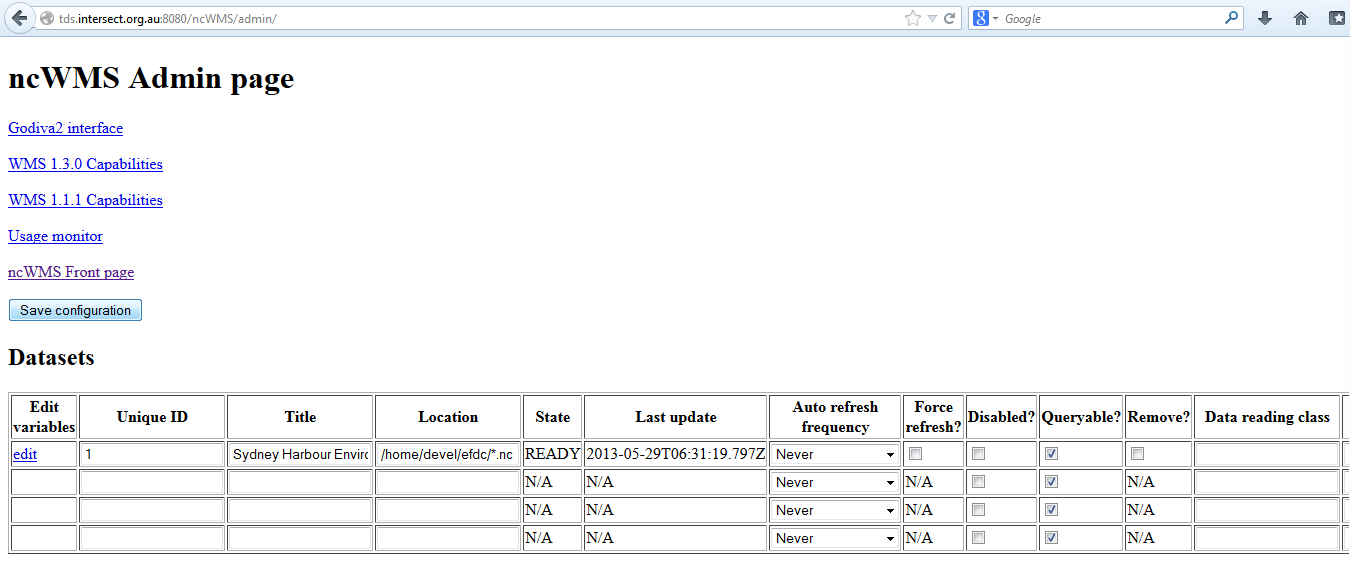 tds.intersect.org.au:8080/ncWMS/admin/ Google
ncWMS Admin page
Godiva2 interface
WMS 1.3.0 Capabilities
WMS 1.1.1 Capabilities
Usage monitor
ncWMS Front page
Save configuration
Datasets
Edit variables Unique ID Title Location State Last update Auto refresh frequency Force refresh? Disabled? Queryable? Remove? Data reading class
edit 1 Sydney Harbour Enviro /home/devel/efdc/*.nc READY 2013-05-29T06:31:19.797Z Never
N/A N/A Never N/A N/A
N/A N/A Never N/A N/A
N/A N/A Never N/A N/A